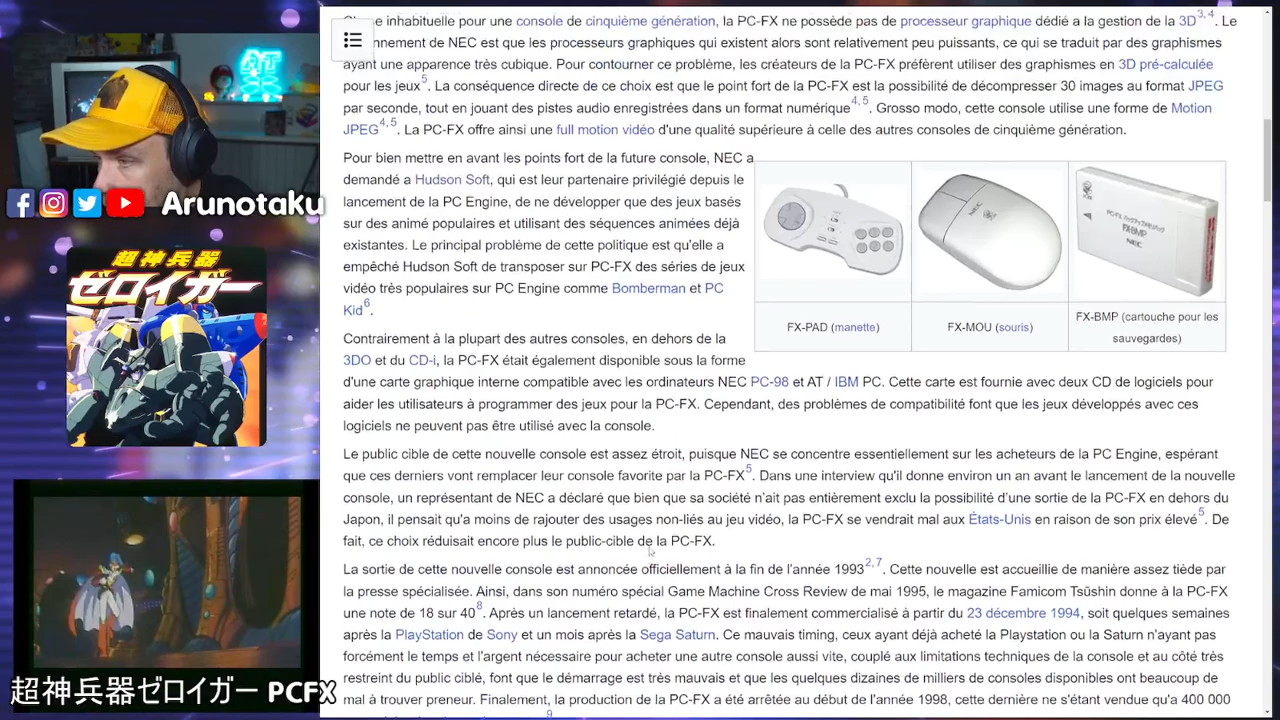 Arunotaku
超神兵器
ゼロイガー
超神兵器ゼロイガー PCFX
inhabituelle pour une console de cinquième génération, la PC-FX ne possède pas de processeur graphique dédié a la gestion de la 3D3,4. Le
onnement de NEC est que les processeurs graphiques qui existent alors sont relativement peu puissants, ce qui se traduit par des graphismes
ayant une apparence très cubique. Pour contourner ce problème, les créateurs de la PC-FX préfèrent utiliser des graphismes en 3D pré-calculée
pour les jeux5. La conséquence directe de ce choix est que le point fort de la PC-FX est la possibilité de décompresser 30 images au format JPEG
par seconde, tout en jouant des pistes audio enregistrées dans un format numérique4,5. Grosso modo, cette console utilise une forme de Motion
JPEG4,5. La PC-FX offre ainsi une full motion vidéo d'une qualité supérieure à celle des autres consoles de cinquième génération.
Pour bien mettre en avant les points fort de la future console, NEC a
demandé a Hudson Soft, qui est leur partenaire privilégié depuis le
lancement de la PC Engine, de ne développer que des jeux basés
sur des animé populaires et utilisant des séquences animées déjà
existantes. Le principal problème de cette politique est qu'elle a
empêché Hudson Soft de transposer sur PC-FX des séries de jeux
vidéo très populaires sur PC Engine comme Bomberman et PC
Kid6.
NEC
FX-BMP
NEC
FX-PAD (manette)
FX-MOU (souris)
FX-BMP (cartouche pour les
sauvegardes)
Contrairement à la plupart des autres consoles, en dehors de la
3DO et du CD-i, la PC-FX était également disponible sous la forme
d'une carte graphique interne compatible avec les ordinateurs NEC PC-98 et AT / IBM PC. Cette carte est fournie avec deux CD de logiciels pour
aider les utilisateurs à programmer des jeux pour la PC-FX. Cependant, des problèmes de compatibilité font que les jeux développés avec ces
logiciels ne peuvent pas être utilisé avec la console.
Le public cible de cette nouvelle console est assez étroit, puisque NEC se concentre essentiellement sur les acheteurs de la PC Engine, espérant
que ces derniers vont remplacer leur console favorite par la PC-FX5. Dans une interview qu'il donne environ un an avant le lancement de la nouvelle
console, un représentant de NEC a déclaré que bien que sa société n'ait pas entièrement exclu la possibilité d'une sortie de la PC-FX en dehors du
Japon, il pensait qu'a moins de rajouter des usages non-liés au jeu vidéo, la PC-FX se vendrait mal aux États-Unis en raison de son prix élevé5. De
fait, ce choix réduisait encore plus le public-cible de la PC-FX.
La sortie de cette nouvelle console est annoncée officiellement à la fin de l'année 19932,7. Cette nouvelle est accueillie de manière assez tiède par
la presse spécialisée. Ainsi, dans son numéro spécial Game Machine Cross Review de mai 1995, le magazine Famicom Tsūshin donne à la PC-FX
une note de 18 sur 408. Après un lancement retardé, la PC-FX est finalement commercialisé à partir du 23 décembre 1994, soit quelques semaines
après la PlayStation de Sony et un mois après la Sega Saturn. Ce mauvais timing, ceux ayant déjà acheté la Playstation ou la Saturn n'ayant pas
forcément le temps et l'argent nécessaire pour acheter une autre console aussi vite, couplé aux limitations techniques de la console et au côté très
restreint du public ciblé, font que le démarrage est très mauvais et que les quelques dizaines de milliers de consoles disponibles ont beaucoup de
mal à trouver preneur. Finalement, la production de la PC-FX a été arrêtée au début de l'année 1998, cette dernière ne s'étant vendue qu'a 400 000
9